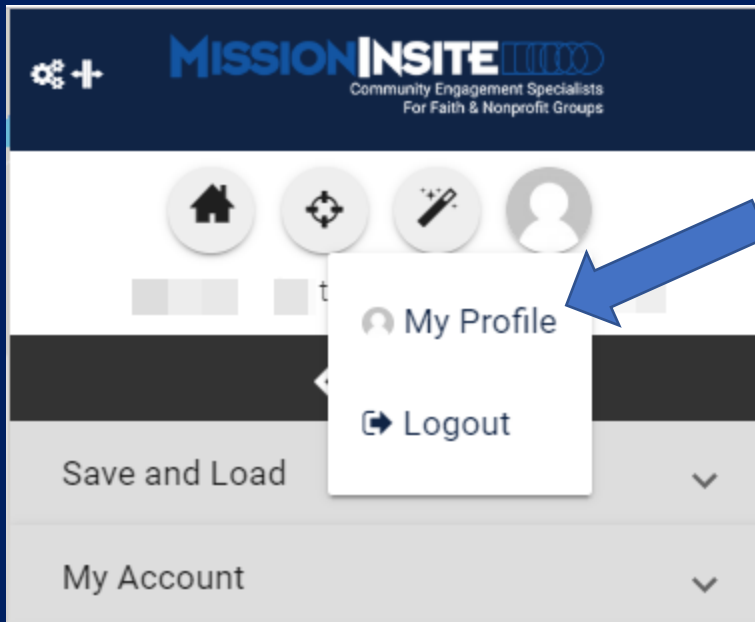 MISSIONINSITE
Community Engagement Specialists
For Faith & Nonprofit Groups
t
My Profile
Logout
Save and Load
My Account